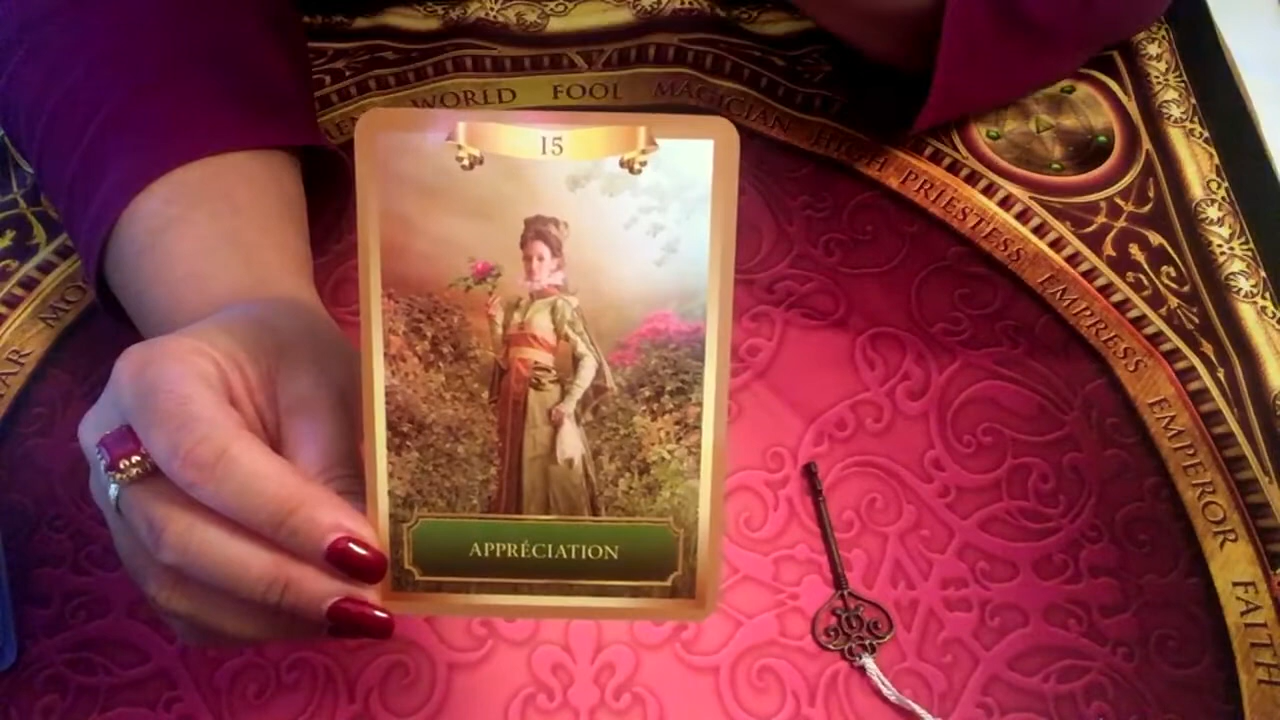 WORLD FOOL MAGICIAN HIGH PRIESTESS EMPRESS EMPEROR FAITH
15
APPRÉCIATION